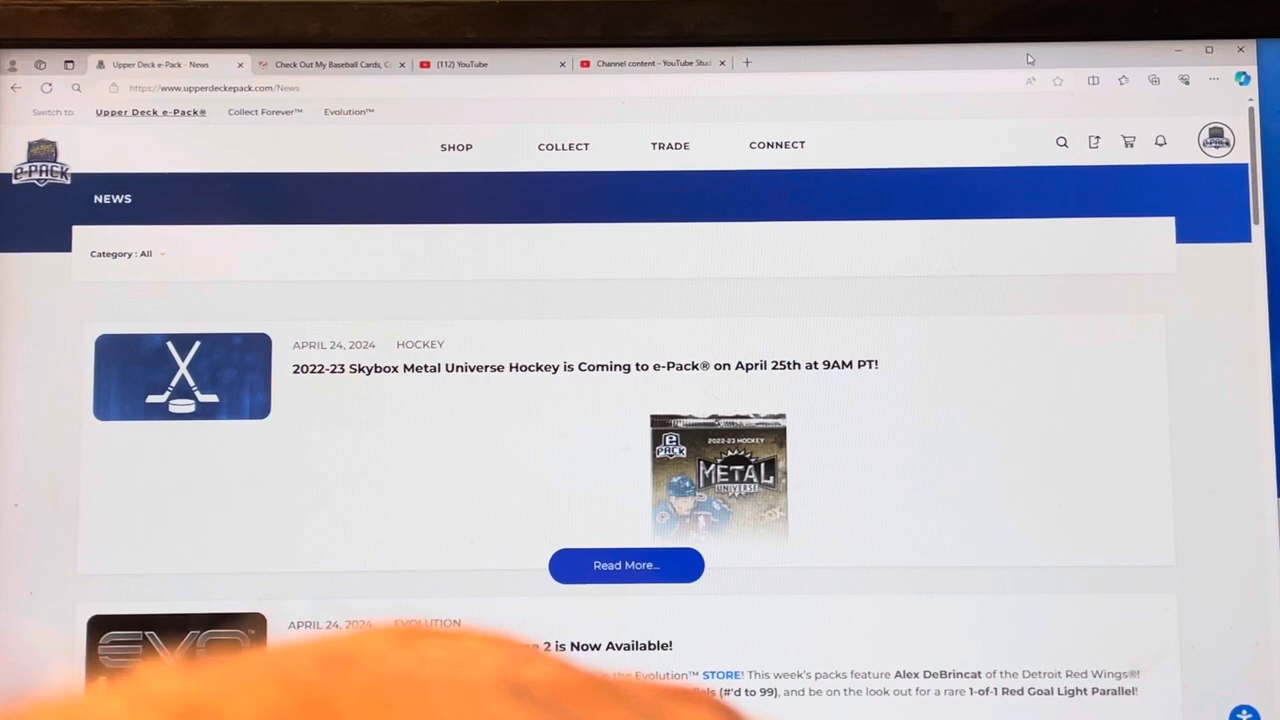 Upper Deck e-Pack - News
Check Out My Baseball Cards, C
(112) YouTube
Channel content - YouTube Stud
https://www.upperdeckepack.com/News
Switch to:
Upper Deck e-Pack®
Collect Forever™
Evolution™
e-PACK
SHOP
COLLECT
TRADE
CONNECT
NEWS
Category : All
APRIL 24, 2024 HOCKEY
2022-23 Skybox Metal Universe Hockey is Coming to e-Pack® on April 25th at 9AM PT!
e PACK
2022-23 HOCKEY
METAL
UNIVERSE
Read More...
APRIL 24, 2024 EVOLUTION
EVO
2 is Now Available!
the Evolution™ STORE! This week's packs feature Alex DeBrincat of the Detroit Red Wings®!
(#'d to 99), and be on the look out for a rare 1-of-1 Red Goal Light Parallel!